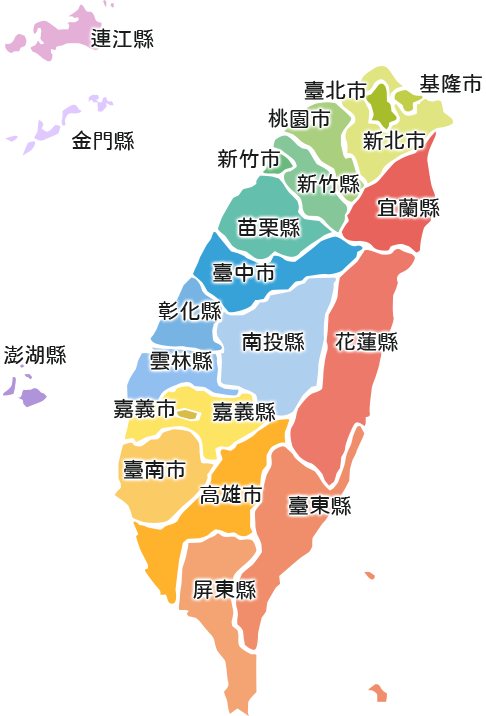 連江縣
基隆市
臺北市
桃園市
金門縣
新北市
新竹市
新竹縣
宜蘭縣
苗栗縣
臺中市
彰化縣
南投縣
花蓮縣
澎湖縣
雲林縣
嘉義市
嘉義縣
臺南市
高雄市
臺東縣
屏東縣